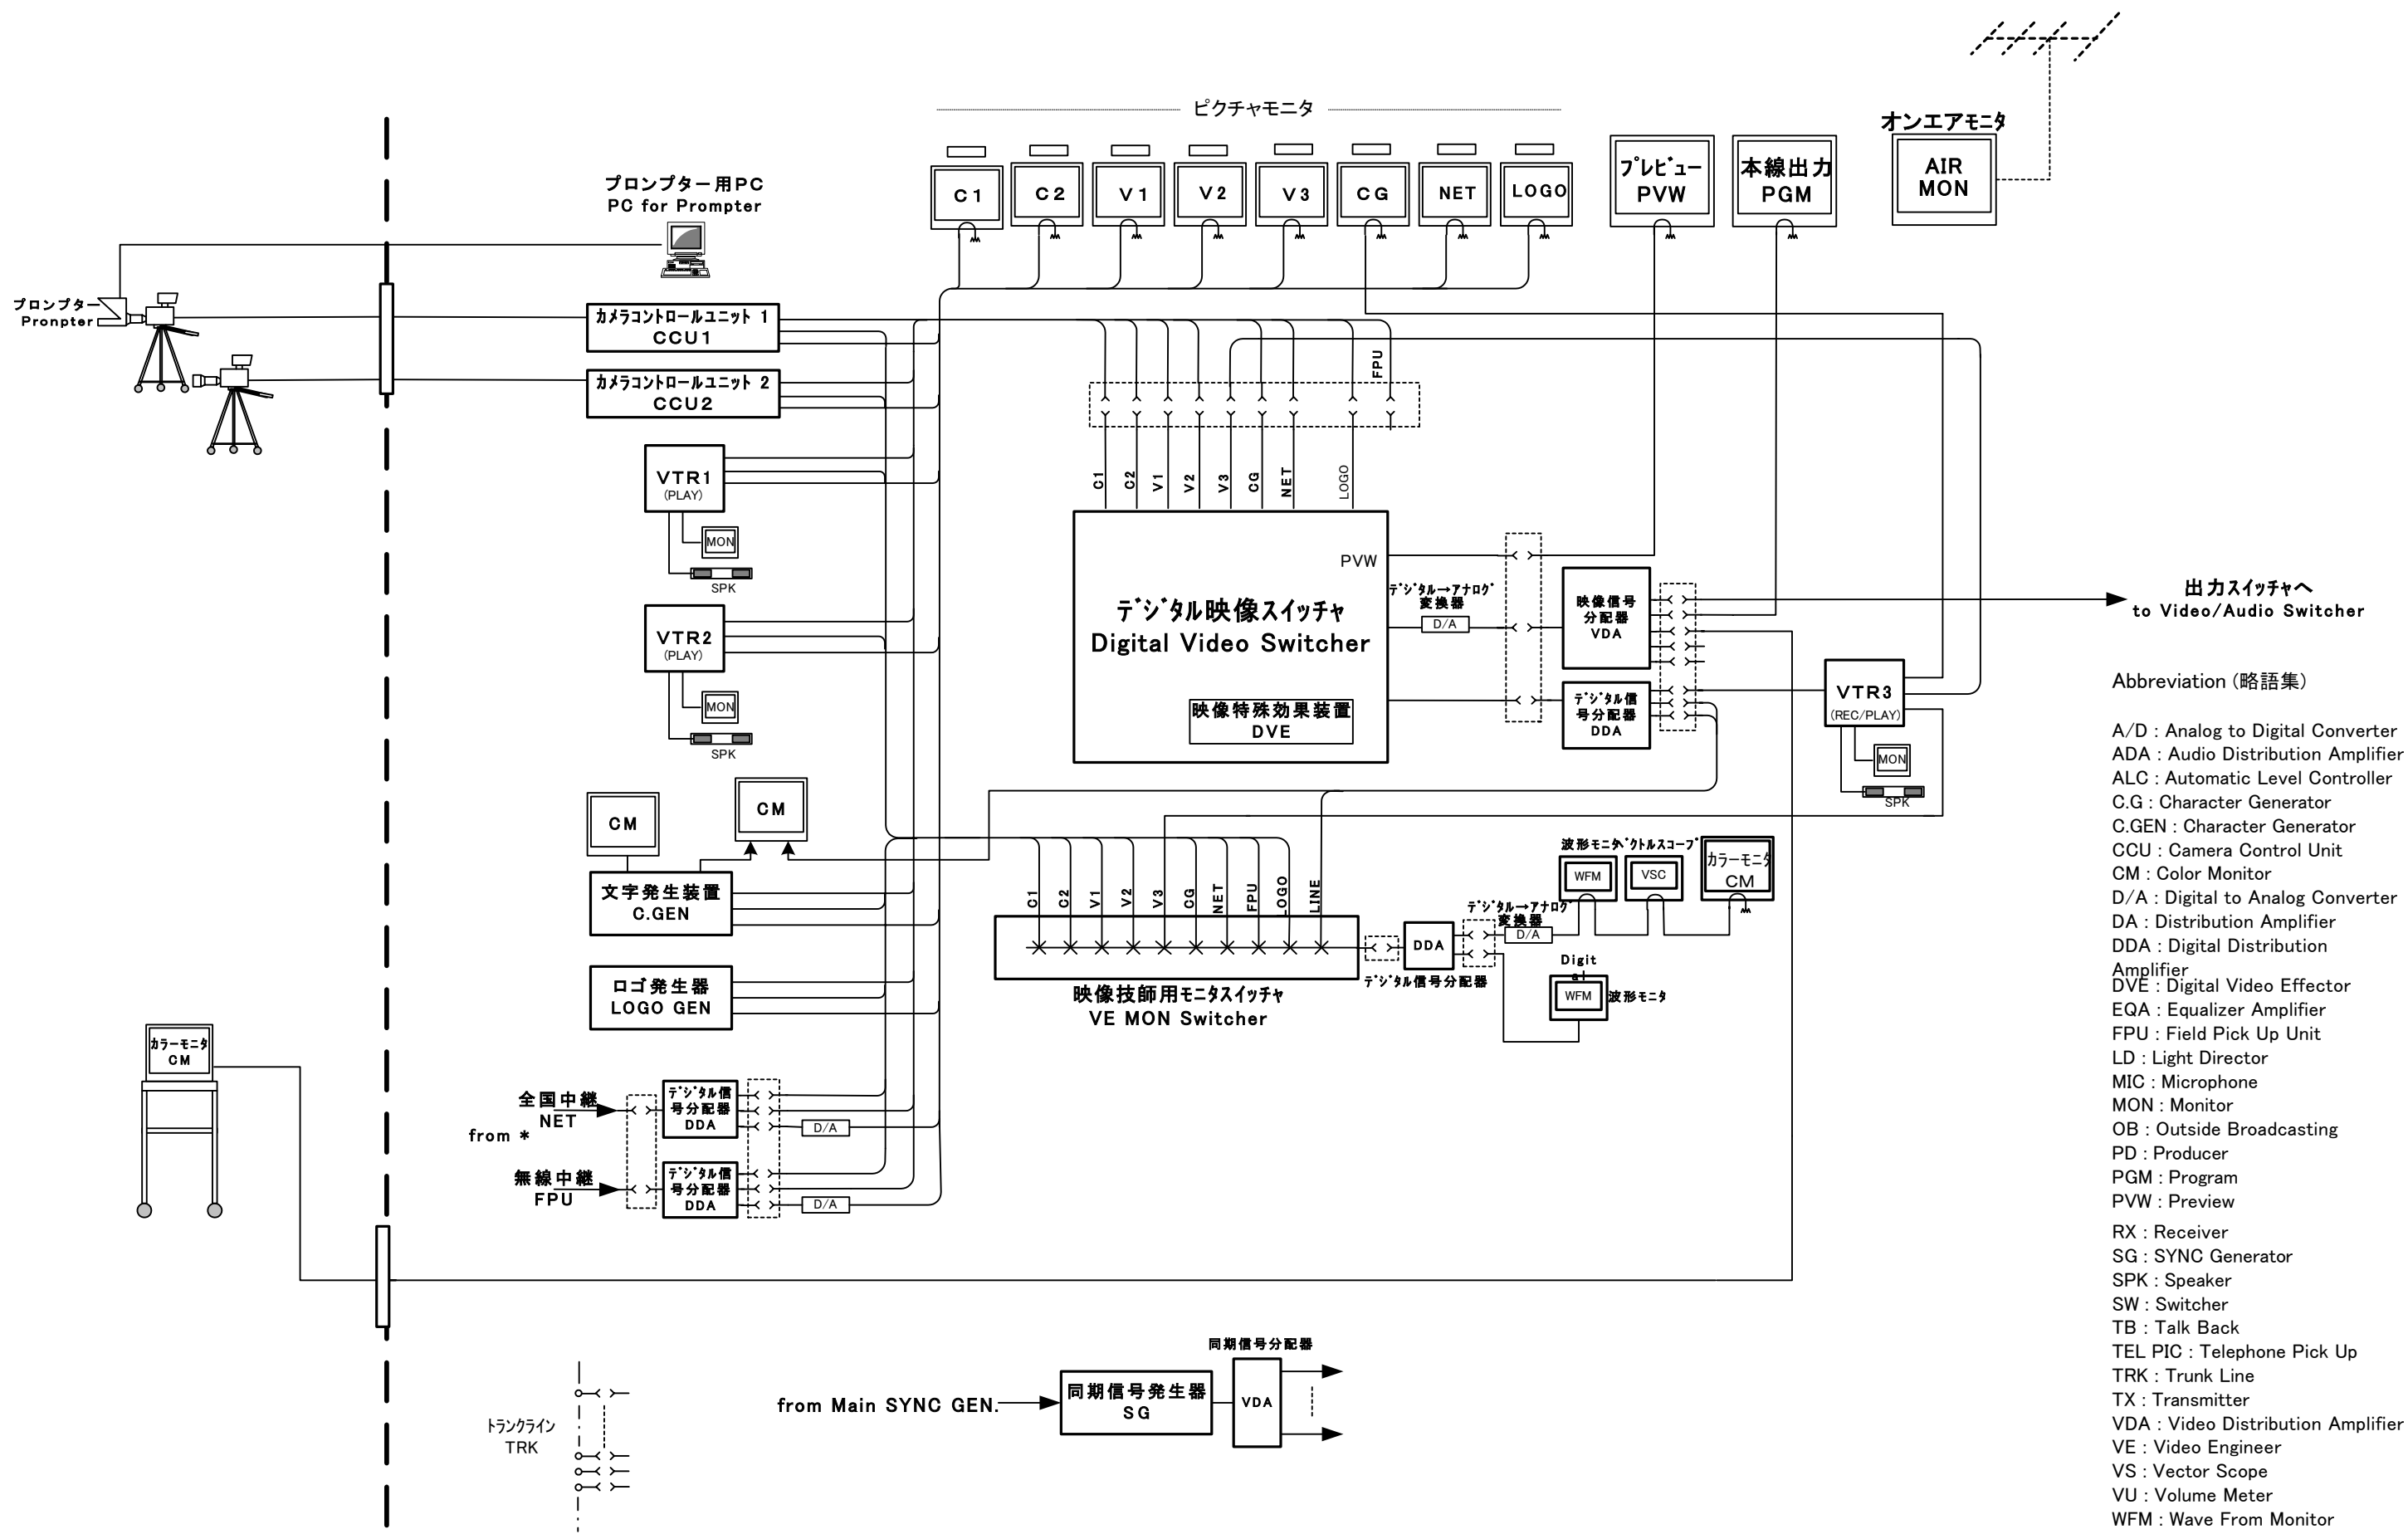 ピクチャモニタ
オンエアモニタ
AIR
MON
プレビュー
PVW
本線出力
PGM
C1
C2
V1
V2
V3
CG
NET
LOGO
プロンプター用PC
PC for Prompter
プロンプター
Pronpter
カメラコントロールユニット 1
CCU1
カメラコントロールユニット 2
CCU2
FPU
VTR1
(PLAY)
MON
SPK
VTR2
(PLAY)
MON
SPK
C1
C2
V1
V2
V3
CG
NET
LOGO
PVW
デジタル映像スイッチャ
Digital Video Switcher
映像特殊効果装置
DVE
デジタル→アナログ
変換器
D/A
映像信号
分配器
VDA
デジタル信
号分配器
DDA
出力スイッチャへ
to Video/Audio Switcher
VTR3
(REC/PLAY)
MON
SPK
CM
CM
文字発生装置
C.GEN
ロゴ発生器
LOGO GEN
C1
C2
V1
V2
V3
CG
NET
FPU
LOGO
LINE
映像技師用モニタスイッチャ
VE MON Switcher
DDA
デジタル信号分配器
デジタル→アナログ
変換器
D/A
波形モニタ
ベクトルスコープ
WFM
VSC
カラーモニタ
CM
Digit
al
WFM
波形モニタ
カラーモニタ
CM
全国中継
NET
from *
無線中継
FPU
デジタル信
号分配器
DDA
D/A
デジタル信
号分配器
DDA
D/A
トランクライン
TRK
from Main SYNC GEN.
同期信号発生器
SG
同期信号分配器
VDA
Abbreviation (略語集)
A/D : Analog to Digital Converter
ADA : Audio Distribution Amplifier
ALC : Automatic Level Controller
C.G : Character Generator
C.GEN : Character Generator
CCU : Camera Control Unit
CM : Color Monitor
D/A : Digital to Analog Converter
DA : Distribution Amplifier
DDA : Digital Distribution
Amplifier
DVE : Digital Video Effector
EQA : Equalizer Amplifier
FPU : Field Pick Up Unit
LD : Light Director
MIC : Microphone
MON : Monitor
OB : Outside Broadcasting
PD : Producer
PGM : Program
PVW : Preview
RX : Receiver
SG : SYNC Generator
SPK : Speaker
SW : Switcher
TB : Talk Back
TEL PIC : Telephone Pick Up
TRK : Trunk Line
TX : Transmitter
VDA : Video Distribution Amplifier
VE : Video Engineer
VS : Vector Scope
VU : Volume Meter
WFM : Wave From Monitor